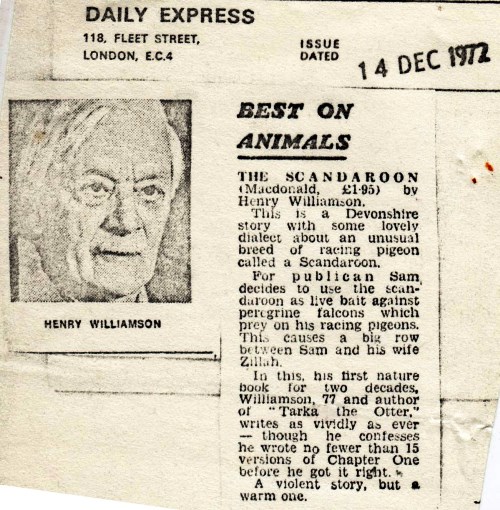 DAILY EXPRESS
118, FLEET STREET,
LONDON, E.C.4
ISSUE
DATED
14 DEC 1972
HENRY WILLIAMSON
BEST ON
ANIMALS
THE SCANDAROON
(Macdonald, £1·95) by
Henry Williamson.
This is a Devonshire
story with some lovely
dialect about an unusual
breed of racing pigeon
called a Scandaroon.
For publican Sam
decides to use the scan-
daroon as live bait against
peregrine falcons which
prey on his racing pigeons.
This causes a big row
between Sam and his wife
Zillah.
In this, his first nature
book for two decades,
Williamson, 77 and author
of "Tarka the Otter,"
writes as vividly as ever
— though he confesses
he wrote no fewer than 15
versions of Chapter One
before he got it right.
A violent story, but a
warm one.